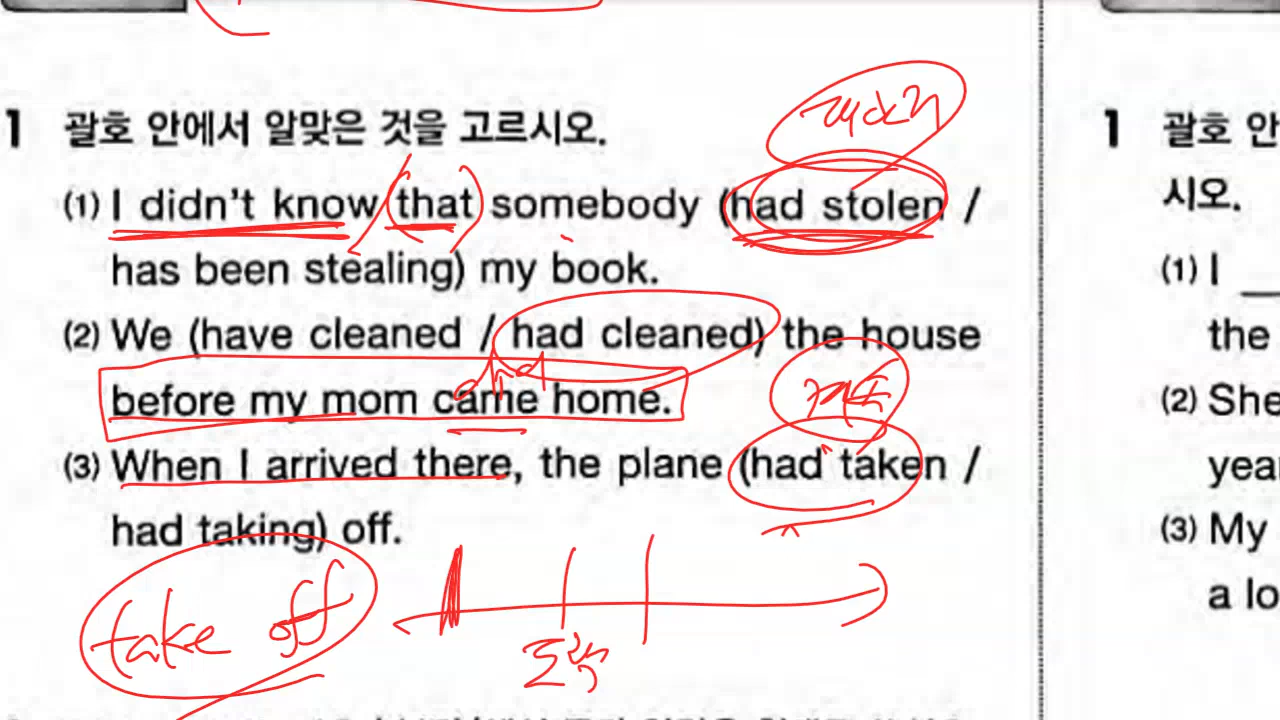 1 괄호 안에서 알맞은 것을 고르시오.
(1) I didn't know that somebody (had stolen /
has been stealing) my book.
(2) We (have cleaned / had cleaned) the house
before my mom came home.
(3) When I arrived there, the plane (had taken /
had taking) off.
take off
도착
1 괄호 안
시오.
(1) I
the
(2) She
year
(3) My
a lo